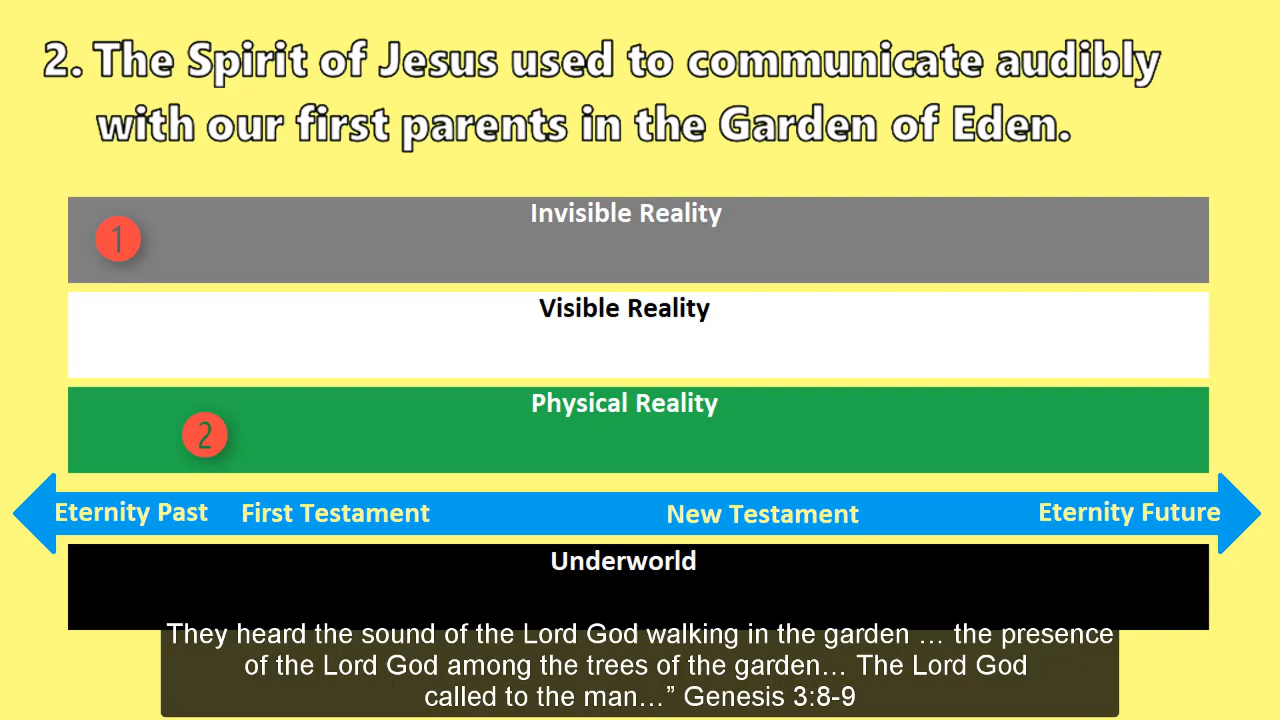 2. The Spirit of Jesus used to communicate audibly
with our first parents in the Garden of Eden.
Invisible Reality
1
Visible Reality
Physical Reality
2
Eternity Past First Testament New Testament Eternity Future
Underworld
They heard the sound of the Lord God walking in the garden … the presence
of the Lord God among the trees of the garden… The Lord God
called to the man…” Genesis 3:8-9